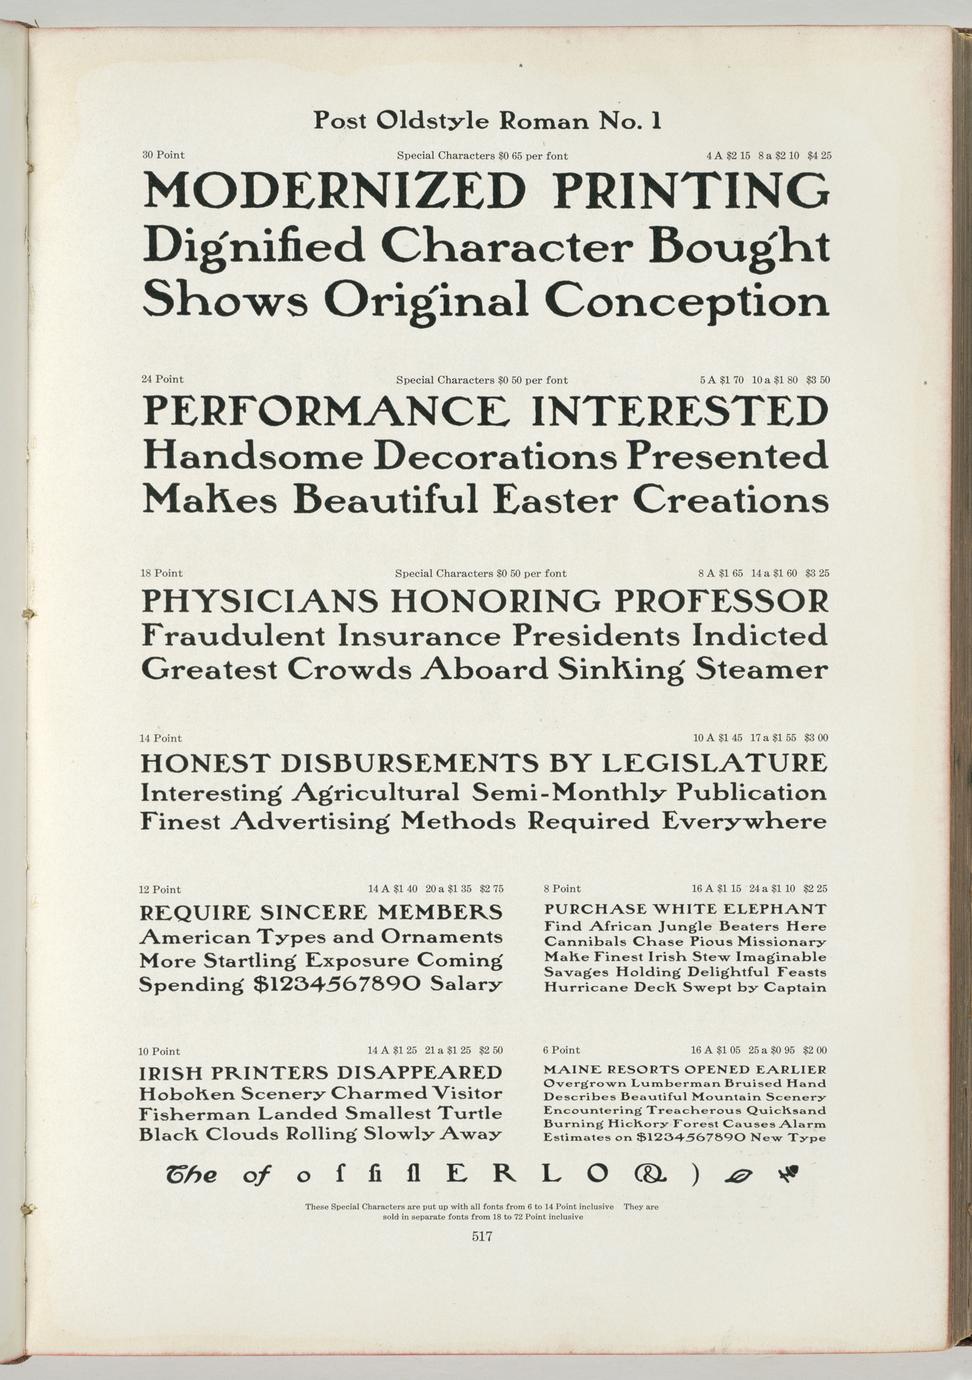 Post Oldstyle Roman No. 1
30 Point Special Characters $0 65 per font 4 A $2 15 8 a $2 10 $4 25
MODERNIZED PRINTING
Dignified Character Bought
Shows Original Conception
24 Point Special Characters $0 50 per font 5 A $1 70 10 a $1 80 $3 50
PERFORMANCE INTERESTED
Handsome Decorations Presented
Makes Beautiful Easter Creations
18 Point Special Characters $0 50 per font 8 A $1 65 14 a $1 60 $3 25
PHYSICIANS HONORING PROFESSOR
Fraudulent Insurance Presidents Indicted
Greatest Crowds Aboard Sinking Steamer
14 Point 10 A $1 45 17 a $1 55 $3 00
HONEST DISBURSEMENTS BY LEGISLATURE
Interesting Agricultural Semi-Monthly Publication
Finest Advertising Methods Required Everywhere
12 Point 14 A $1 40 20 a $1 35 $2 75
REQUIRE SINCERE MEMBERS
American Types and Ornaments
More Startling Exposure Coming
Spending $1234567890 Salary
8 Point 16 A $1 15 24 a $1 10 $2 25
PURCHASE WHITE ELEPHANT
Find African Jungle Beaters Here
Cannibals Chase Pious Missionary
Make Finest Irish Stew Imaginable
Savages Holding Delightful Feasts
Hurricane Deck Swept by Captain
10 Point 14 A $1 25 21 a $1 25 $2 50
IRISH PRINTERS DISAPPEARED
Hoboken Scenery Charmed Visitor
Fisherman Landed Smallest Turtle
Black Clouds Rolling Slowly Away
6 Point 16 A $1 05 25 a $0 95 $2 00
MAINE RESORTS OPENED EARLIER
Overgrown Lumberman Bruised Hand
Describes Beautiful Mountain Scenery
Encountering Treacherous Quicksand
Burning Hickory Forest Causes Alarm
Estimates on $1234567890 New Type
The of o f fi fl E R L O & )
These Special Characters are put up with all fonts from 6 to 14 Point inclusive They are
sold in separate fonts from 18 to 72 Point inclusive
517